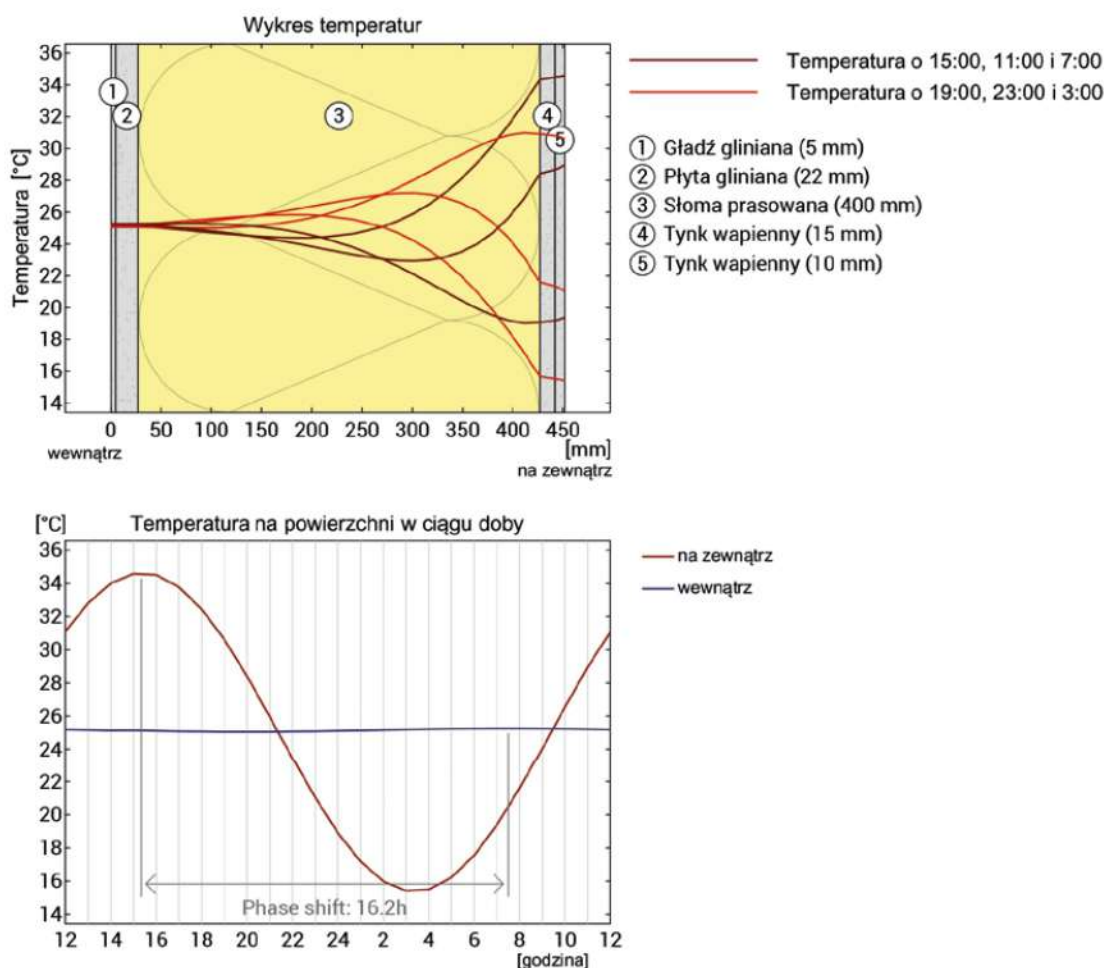 Wykres temperatur
36
34
32
30
28
26
24
22
20
18
16
14
Temperatura [°C]
1
2
3
4
5
0 50 100 150 200 250 300 350 400 450
[mm]
wewnątrz
na zewnątrz
Temperatura o 15:00, 11:00 i 7:00
Temperatura o 19:00, 23:00 i 3:00
1 Gładź gliniana (5 mm)
2 Płyta gliniana (22 mm)
3 Słoma prasowana (400 mm)
4 Tynk wapienny (15 mm)
5 Tynk wapienny (10 mm)
[°C] Temperatura na powierzchni w ciągu doby
36
34
32
30
28
26
24
22
20
18
16
14
Phase shift: 16.2h
12 14 16 18 20 22 24 2 4 6 8 10 12
[godzina]
na zewnątrz
wewnątrz